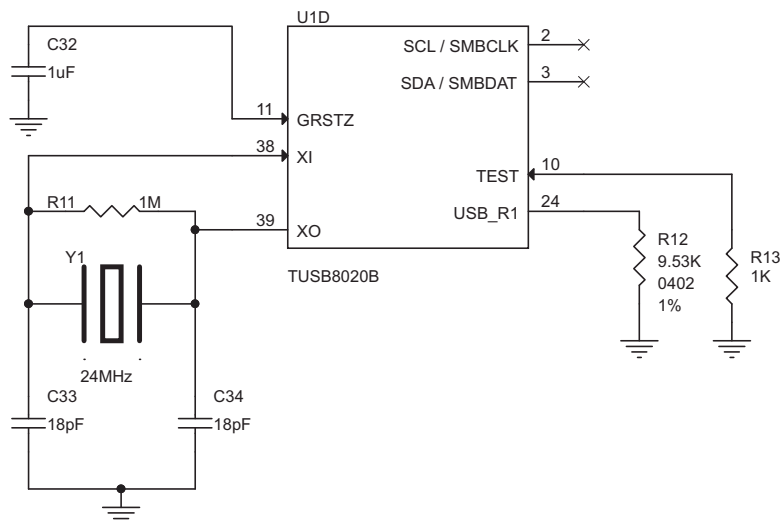 U1D
C32
1uF
SCL / SMBCLK
2
SDA / SMBDAT
3
11
GRSTZ
38
XI
TEST
10
R11
1M
USB_R1
24
39
XO
R12
9.53K
0402
1%
R13
1K
Y1
TUSB8020B
24MHz
C33
18pF
C34
18pF